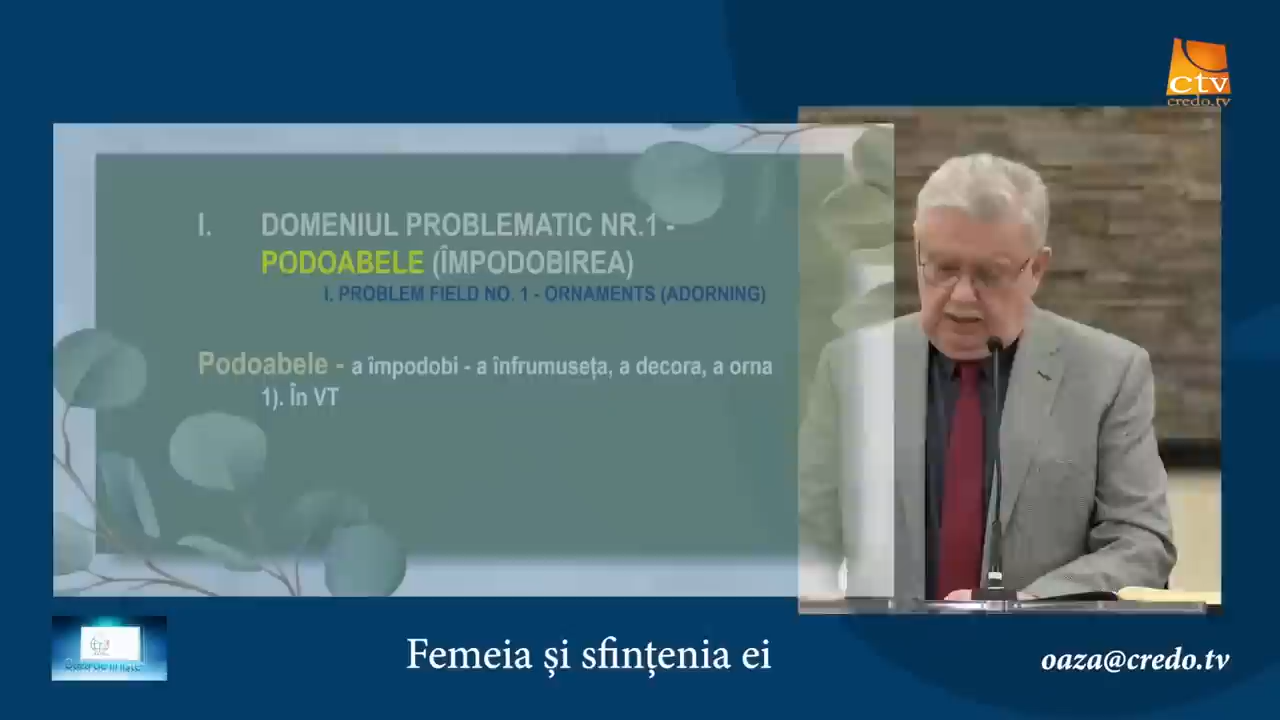 ctv
credo.tv
I. DOMENIUL PROBLEMATIC NR.1 -
PODOABELE (ÎMPODOBIREA)
I. PROBLEM FIELD NO. 1 - ORNAMENTS (ADORNING)
Podoabele - a împodobi - a înfrumuseța, a decora, a orna
1). În VT
Femeia și sfințenia ei
oaza@credo.tv